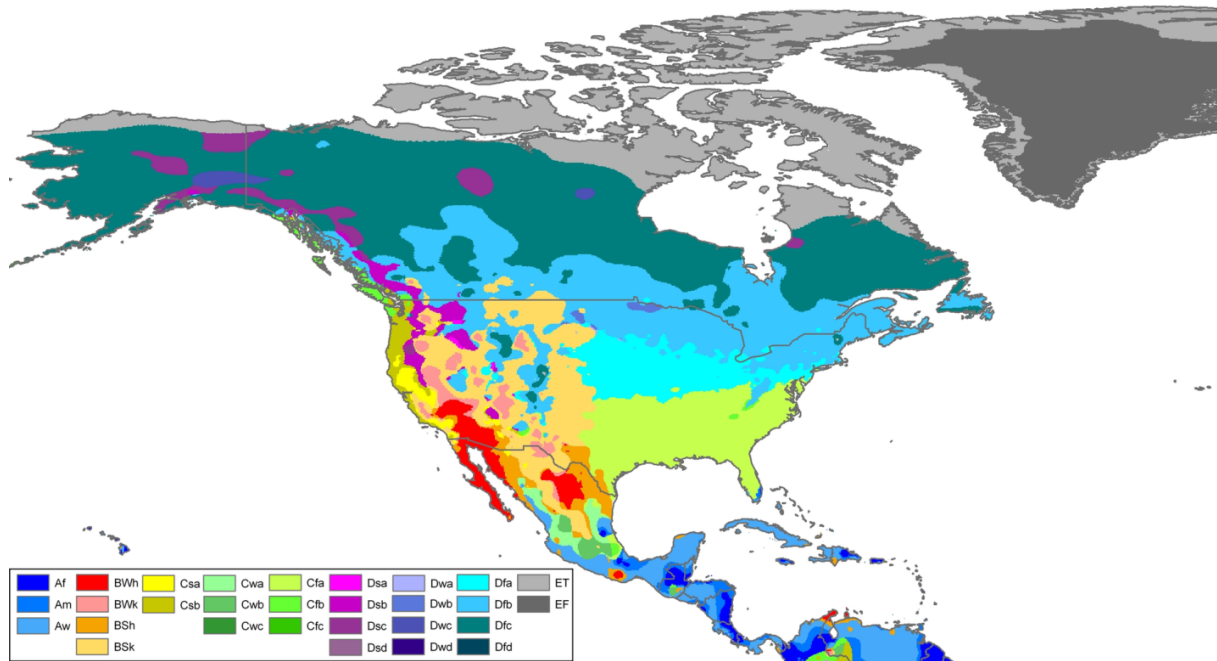 Af BWh Csa Cwa Cfa Dsa Dwa Dfa ET
Am BWk Csb Cwb Cfb Dsb Dwb Dfb EF
Aw BSh Cwc Cfc Dsc Dwc Dfc
BSk Dsd Dwd Dfd